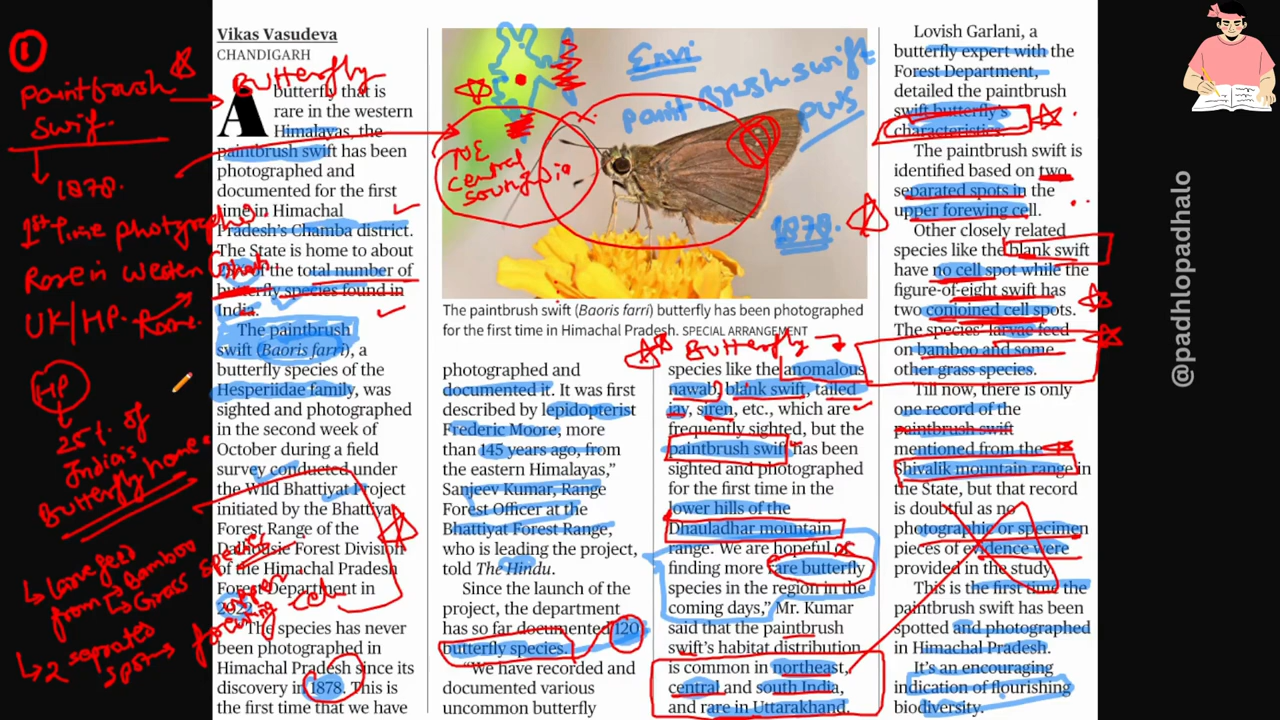 ①
Paintbrush
Swif.
1878.
1st time photgraphs
Rare in westen Ghats
UK/HP. Rare.
HP
25% of
India's
Butterfly home.
Larve feed
from Bamboo
Grass species
2 seprates
spots forewing cel
upper
Butterfly
Vikas Vasudeva
CHANDIGARH
A butterfly that is
rare in the western
Himalayas, the
paintbrush swift has been
photographed and
documented for the first
time in Himachal
Pradesh's Chamba district.
The State is home to about
of the total number of
butterfly species found in
India.
The paintbrush
swift (Baoris farri), a
butterfly species of the
Hesperiidae family, was
sighted and photographed
in the second week of
October during a field
survey conducted under
the Wild Bhattiyat Project
initiated by the Bhattiyat
Forest Range of the
Dalhousie Forest Division
of the Himachal Pradesh
Forest Department in
2022
The species has never
been photographed in
Himachal Pradesh since its
discovery in 1878. This is
the first time that we have
Envi
paint Brush swift
PWS
NE
central
south India
1878.
The paintswift (Baoris farri) butterfly has been photographed
for the first time in Himachal Pradesh. SPECIAL ARRANGEMENT
photographed and
documented it. It was first
described by lepidopterist
Frederic Moore, more
than 145 years ago, from
the eastern Himalayas,"
Sanjeev Kumar, Range
Forest Officer at the
Bhattiyat Forest Range,
who is leading the project,
told The Hindu.
Since the launch of the
project, the department
has so far documented 120
butterfly species.
"We have recorded and
documented various
uncommon butterfly
Butterfly
species like the anomalous
nawab, blank swift, tailed
jay, siren, etc., which are
frequently sighted, but the
paintbrush swift has been
sighted and photographed
for the first time in the
lower hills of the
Dhauladhar mountain
range. We are hopeful of
finding more rare butterfly
species in the region in the
coming days," Mr. Kumar
said that the paintbrush
swift's habitat distribution
is common in northeast,
central and south India,
and rare in Uttarakhand.
Lovish Garlani, a
butterfly expert with the
Forest Department,
detailed the paintbrush
swift butterfly's
characteristics.
The paintbrush swift is
identified based on two
separated spots in the
upper forewing cell.
Other closely related
species like the blank swift
have no cell spot while the
figure-of-eight swift has
two conjoined cell spots.
The species' larvae feed
on bamboo and some
other grass species.
Till now, there is only
one record of the
paintbrush swift
mentioned from the
Shivalik mountain range in
the State, but that record
is doubtful as no
photographic or specimen
pieces of evidence were
provided in the study.
This is the first time the
paintbrush swift has been
spotted and photographed
in Himachal Pradesh.
It's an encouraging
indication of flourishing
biodiversity.
@padhlopadhalo